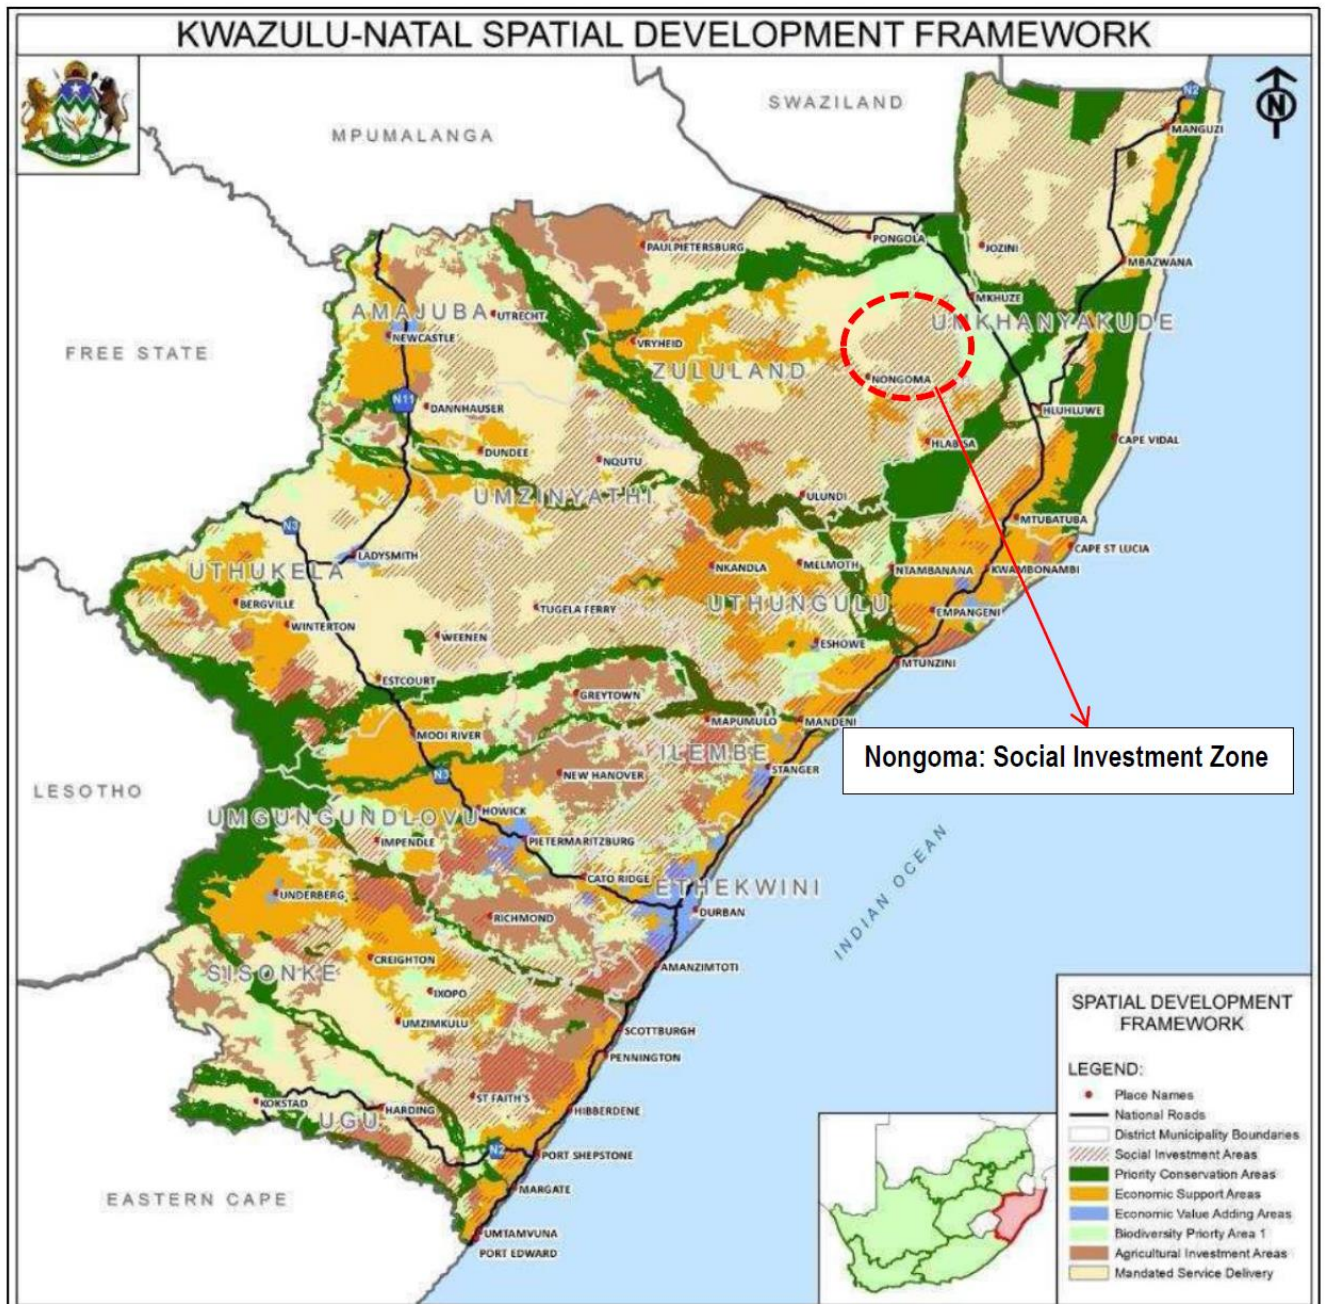 KWAZULU-NATAL SPATIAL DEVELOPMENT FRAMEWORK
SWAZILAND
MPUMALANGA
N
N2
MANGUZI
PONGOLA
PAULPIETERSBURG
JOZINI
MBAZWANA
MKHUZE
AMAJUBA
UTRECHT
UMKHANYAKUDE
NEWCASTLE
FREE STATE
VRYHEID
ZULULAND
NONGOMA
N11
DANNHAUSER
HLUHLUWE
HLABISA
CAPE VIDAL
DUNDEE
NQUTU
UMZINYATHI
ULUNDI
N3
MTUBATUBA
LADYSMITH
CAPE ST LUCIA
UTHUKELA
NKANDLA
MELMOTH
NTAMBANANA
KWAMBONAMBI
BERGVILLE
TUGELA FERRY
UTHUNGULU
EMPANGENI
WINTERTON
WEENEN
ESHOWE
MTUNZINI
ESTCOURT
GREYTOWN
MAPUMULO
MANDENI
MOOI RIVER
ILEMBE
Nongoma: Social Investment Zone
STANGER
N3
NEW HANOVER
LESOTHO
HOWICK
UMGUNGUNDLOVU
IMPENDLE
PIETERMARITZBURG
CATO RIDGE
ETHEKWINI
UNDERBERG
DURBAN
RICHMOND
INDIAN OCEAN
CREIGHTON
AMANZIMTOTI
SISONKE
IXOPO
UMZIMKULU
SCOTTBURGH
PENNINGTON
ST FAITH'S
KOKSTAD
HARDING
HIBBERDENE
UGU
N2
PORT SHEPSTONE
MARGATE
EASTERN CAPE
UMTAMVUNA
PORT EDWARD
SPATIAL DEVELOPMENT
FRAMEWORK
LEGEND:
Place Names
National Roads
District Municipality Boundaries
Social Investment Areas
Priority Conservation Areas
Economic Support Areas
Economic Value Adding Areas
Biodiversity Priorty Area 1
Agricultural Investment Areas
Mandated Service Delivery